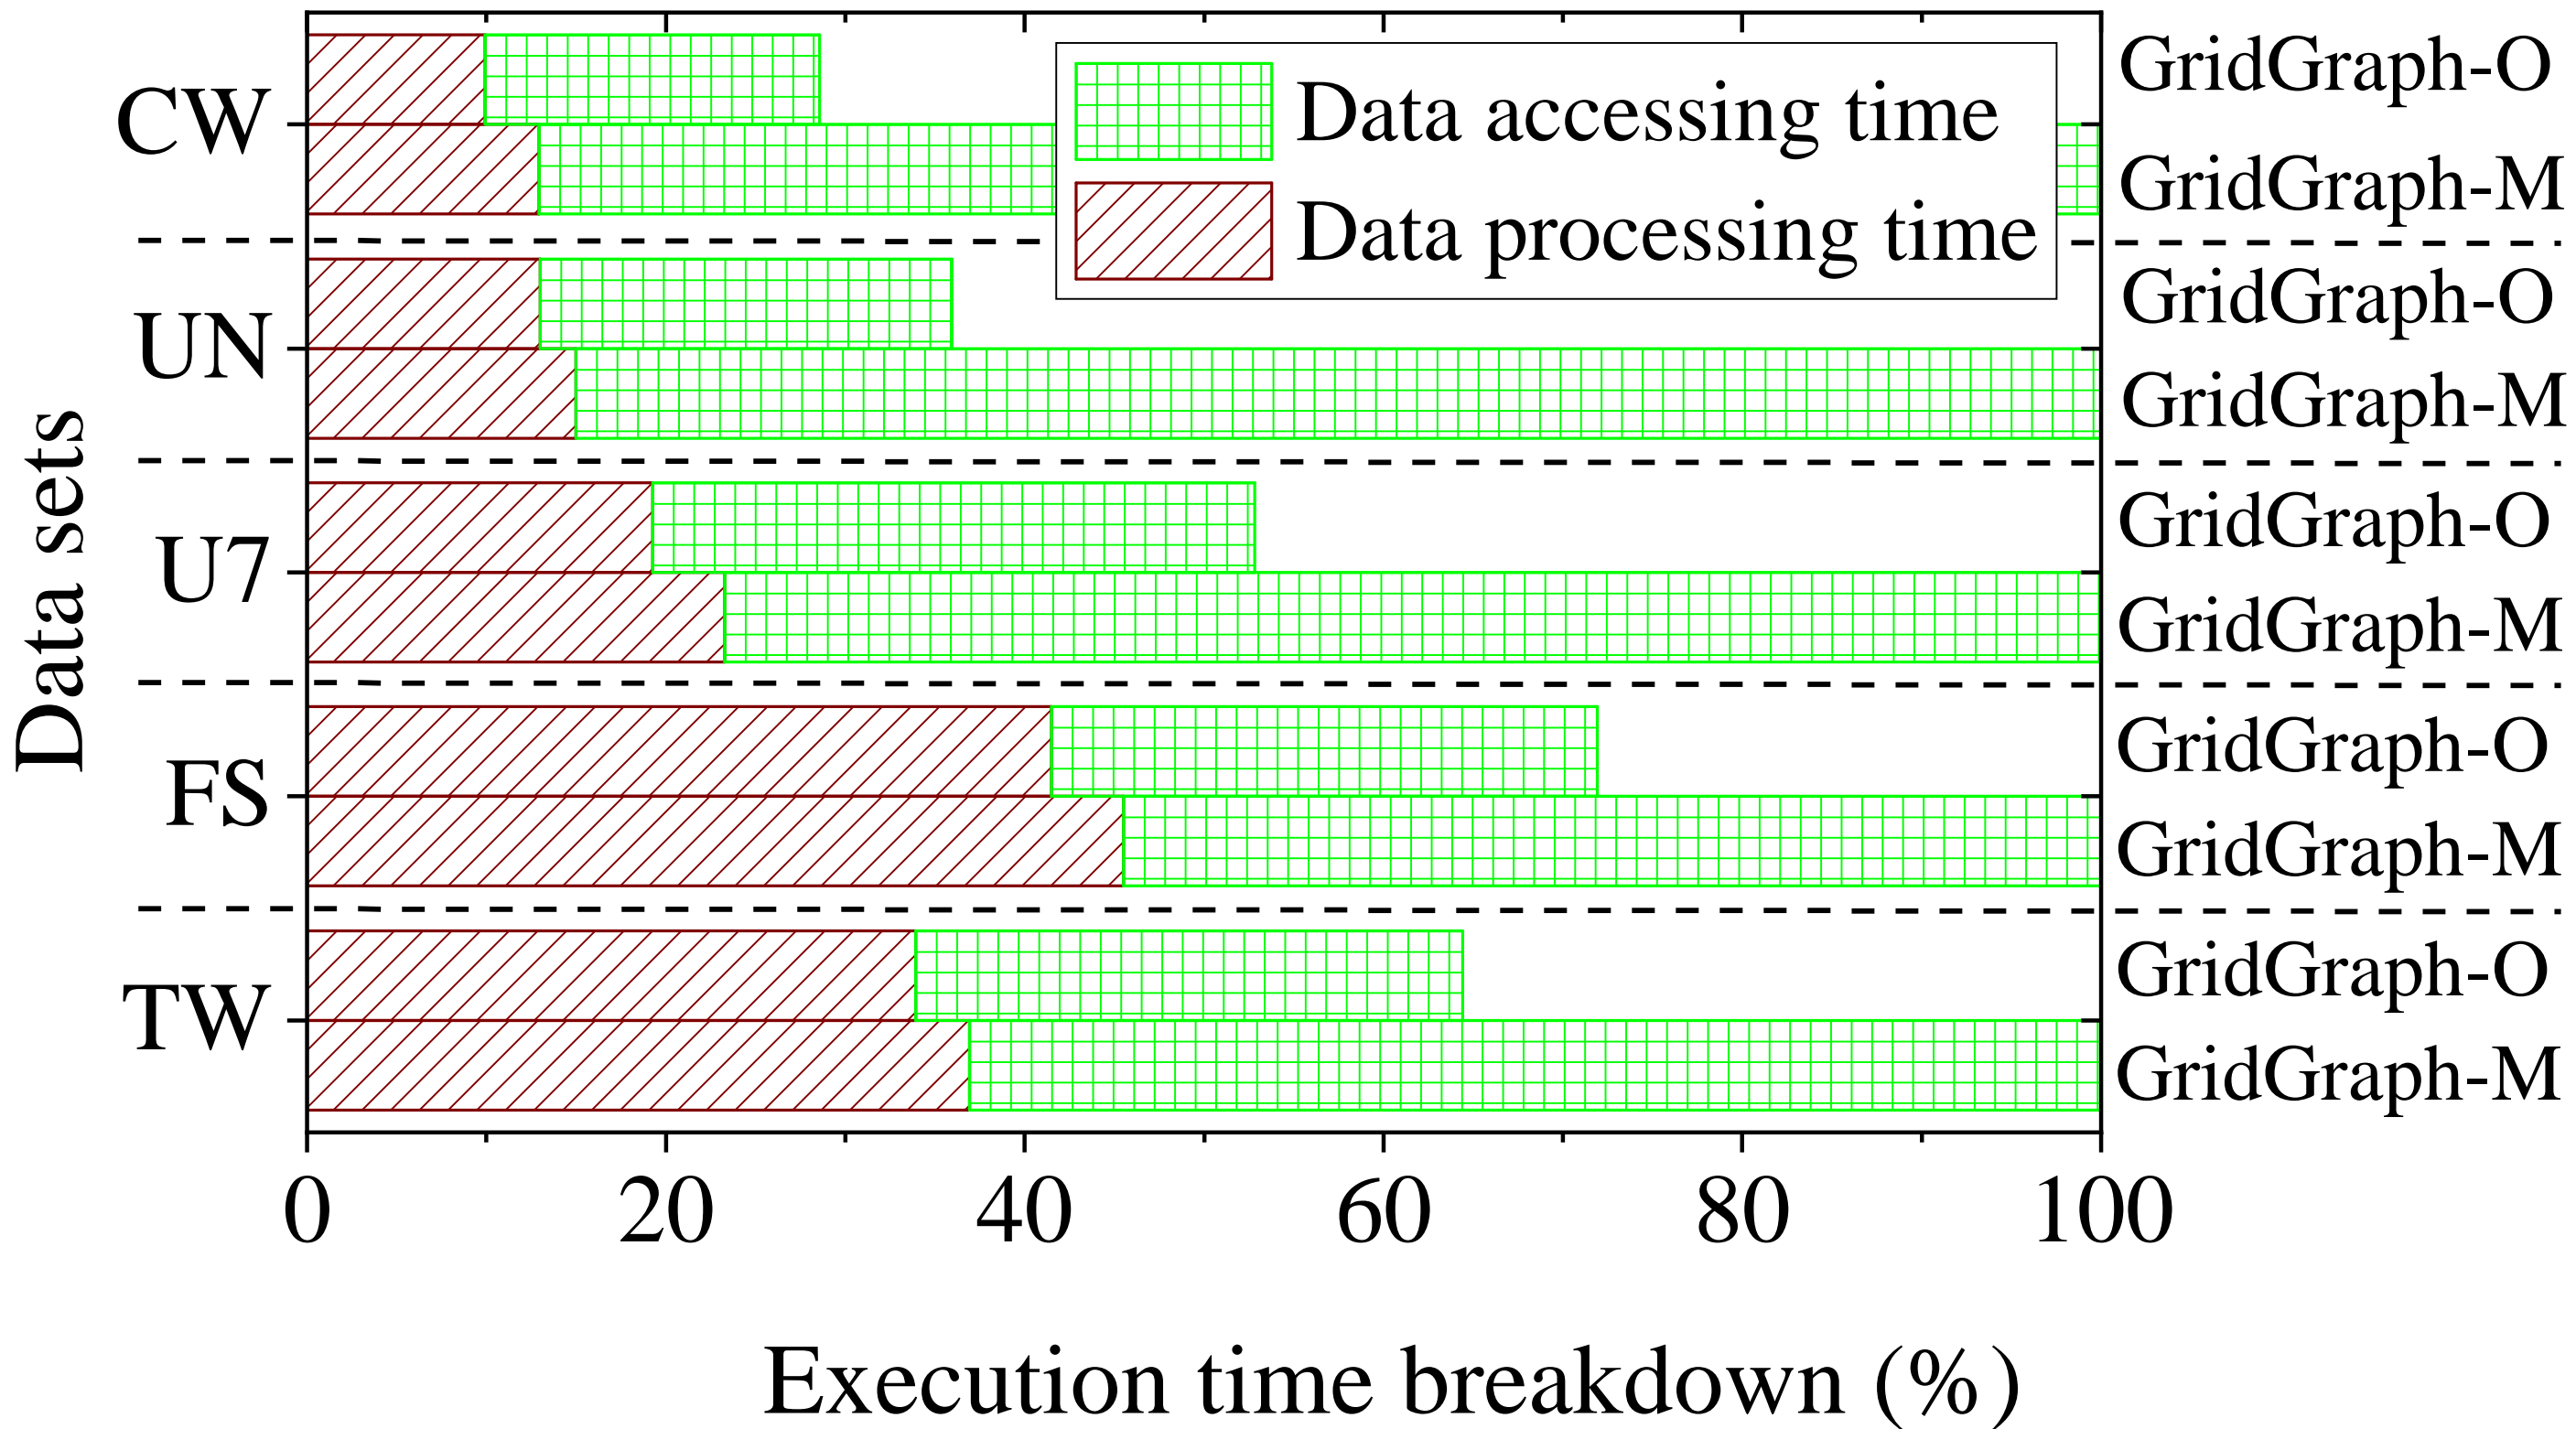 GridGraph-O
Data accessing time
CW
GridGraph-M
Data processing time
GridGraph-O
UN
GridGraph-M
Data sets
GridGraph-O
U7
GridGraph-M
GridGraph-O
FS
GridGraph-M
GridGraph-O
TW
GridGraph-M
0 20 40 60 80 100
Execution time breakdown (%)